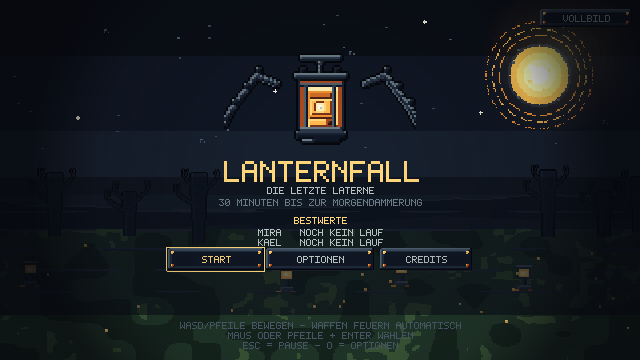 VOLLBILD
LANTERNFALL
DIE LETZTE LATERNE
30 MINUTEN BIS ZUR MORGENDAMMERUNG
BESTWERTE
MIRA NOCH KEIN LAUF
KAEL NOCH KEIN LAUF
START OPTIONEN CREDITS
WASD/PFEILE BEWEGEN - WAFFEN FEUERN AUTOMATISCH
MAUS ODER PFEILE + ENTER WAHLEN
ESC = PAUSE - O = OPTIONEN